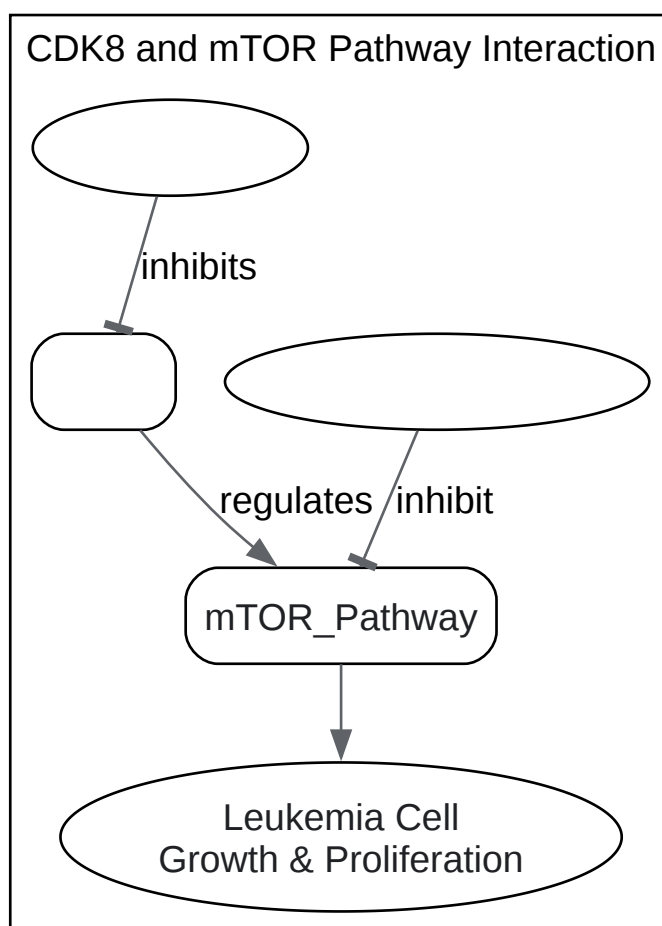 CDK8 and mTOR Pathway Interaction
inhibits
regulates
inhibit
mTOR_Pathway
Leukemia Cell
Growth & Proliferation